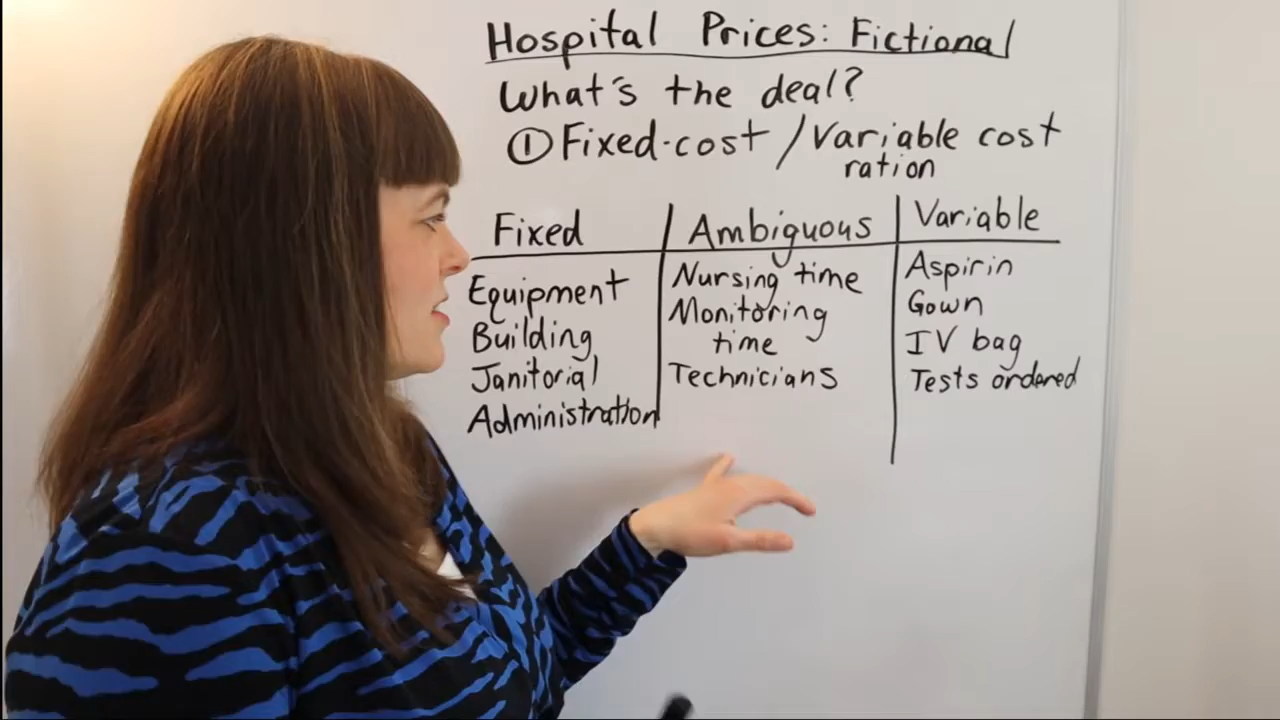 Hospital Prices: Fictional
What's the deal?
① Fixed-cost / Variable cost
ration
Fixed | Ambiguous | Variable
Equipment
Building
Janitorial
Administration
Nursing time
Monitoring
time
Technicians
Aspirin
Gown
IV bag
Tests ordered